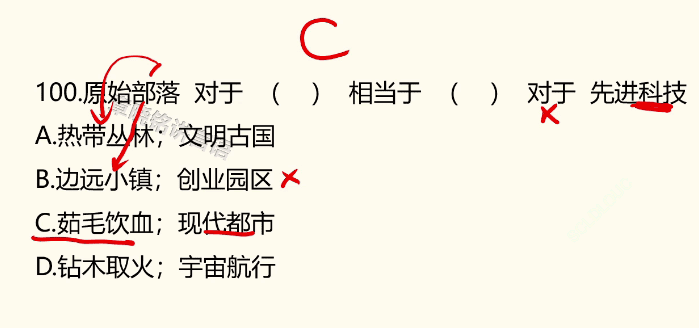 C
100.原始部落 对于 （ ） 相当于 （ ） 对于 先进科技
A.热带丛林；文明古国
B.边远小镇；创业园区
C.茹毛饮血；现代都市
D.钻木取火；宇宙航行